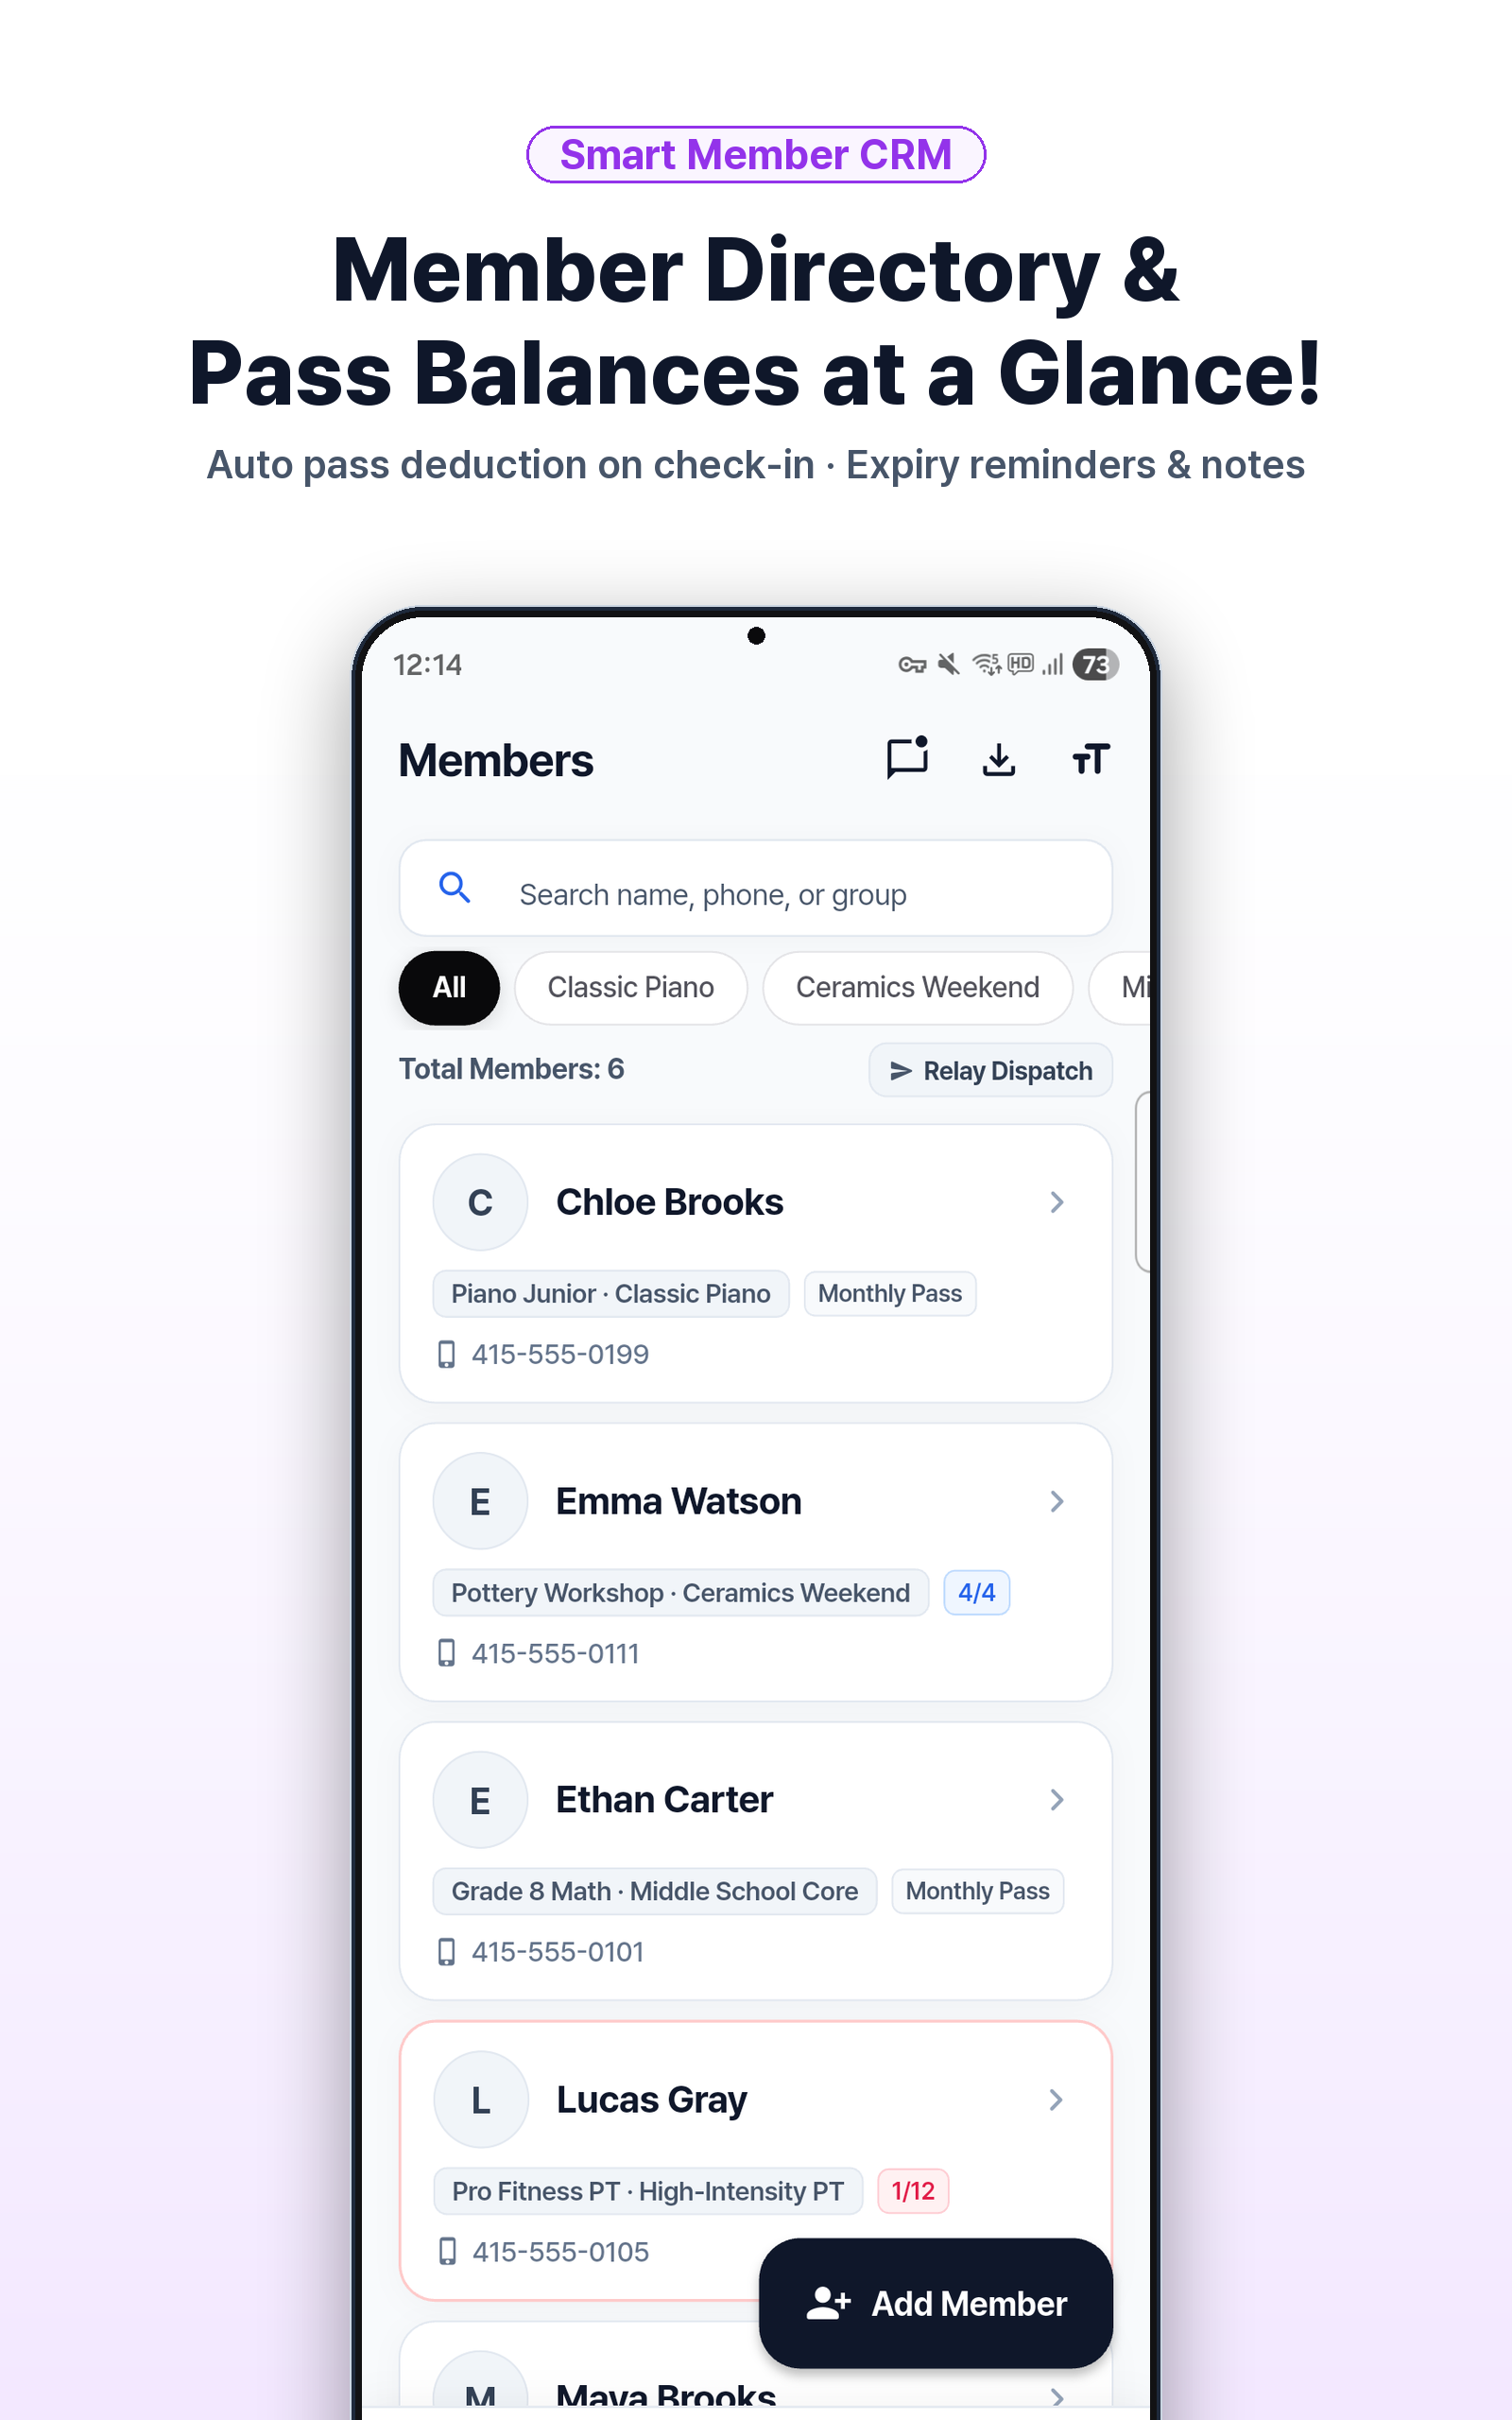 Smart Member CRM
Member Directory &
Pass Balances at a Glance!
Auto pass deduction on check-in · Expiry reminders & notes
12:14
5 HD 73
Members
Search name, phone, or group
All
Classic Piano
Ceramics Weekend
Mi
Total Members: 6
Relay Dispatch
C
Chloe Brooks
Piano Junior · Classic Piano
Monthly Pass
415-555-0199
E
Emma Watson
Pottery Workshop · Ceramics Weekend
4/4
415-555-0111
E
Ethan Carter
Grade 8 Math · Middle School Core
Monthly Pass
415-555-0101
L
Lucas Gray
Pro Fitness PT · High-Intensity PT
1/12
415-555-0105
Add Member
M
Maya Brooks